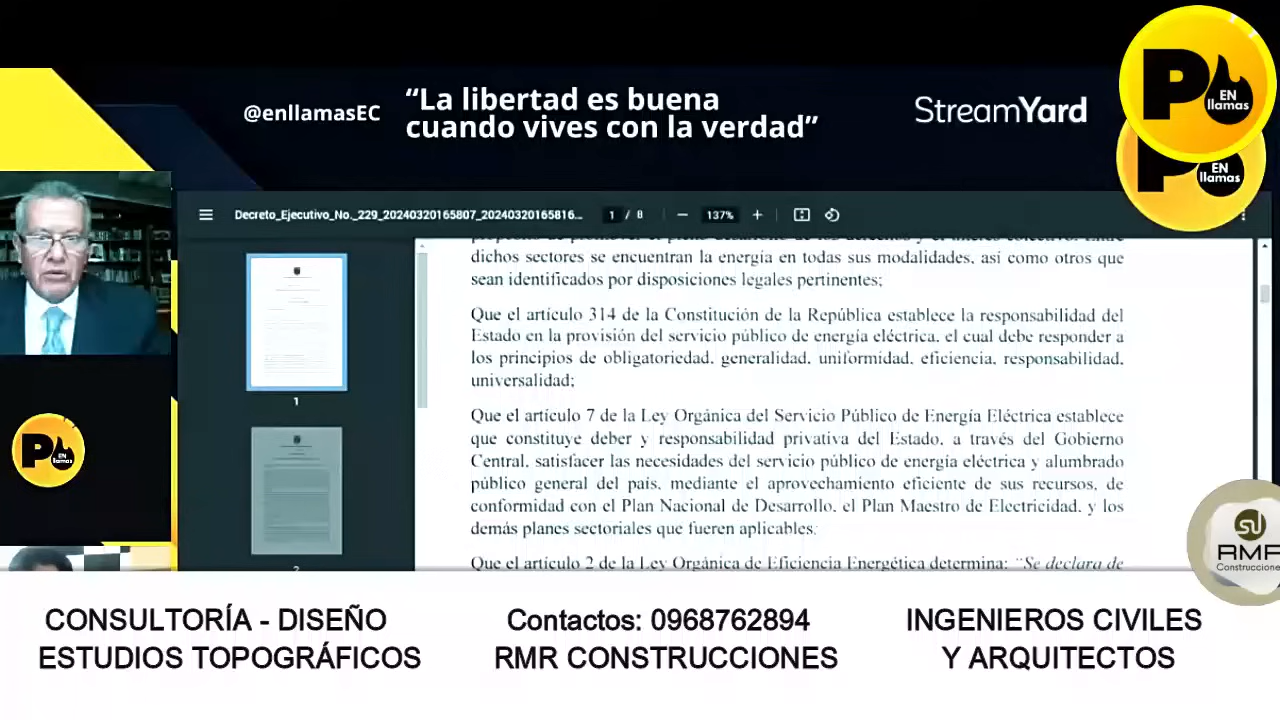 @enllamasEC
“La libertad es buena
cuando vives con la verdad”
StreamYard
P EN
llamas
P EN
llamas
Decreto_Ejecutivo_No._229_20240320165807_20240320165816...
1 / 8
137%
dichos sectores se encuentran la energía en todas sus modalidades, así como otros que
sean identificados por disposiciones legales pertinentes;
Que el artículo 314 de la Constitución de la República establece la responsabilidad del
Estado en la provisión del servicio público de energía eléctrica, el cual debe responder a
los principios de obligatoriedad, generalidad, uniformidad, eficiencia, responsabilidad,
universalidad;
Que el artículo 7 de la Ley Orgánica del Servicio Público de Energía Eléctrica establece
que constituye deber y responsabilidad privativa del Estado, a través del Gobierno
Central, satisfacer las necesidades del servicio público de energía eléctrica y alumbrado
público general del país, mediante el aprovechamiento eficiente de sus recursos, de
conformidad con el Plan Nacional de Desarrollo, el Plan Maestro de Electricidad, y los
demás planes sectoriales que fueren aplicables;
Que el artículo 2 de la Ley Orgánica de Eficiencia Energética determina: “Se declara de
1
2
P EN
llamas
SU
RMR
Construccione
CONSULTORÍA - DISEÑO
ESTUDIOS TOPOGRÁFICOS
Contactos: 0968762894
RMR CONSTRUCCIONES
INGENIEROS CIVILES
Y ARQUITECTOS